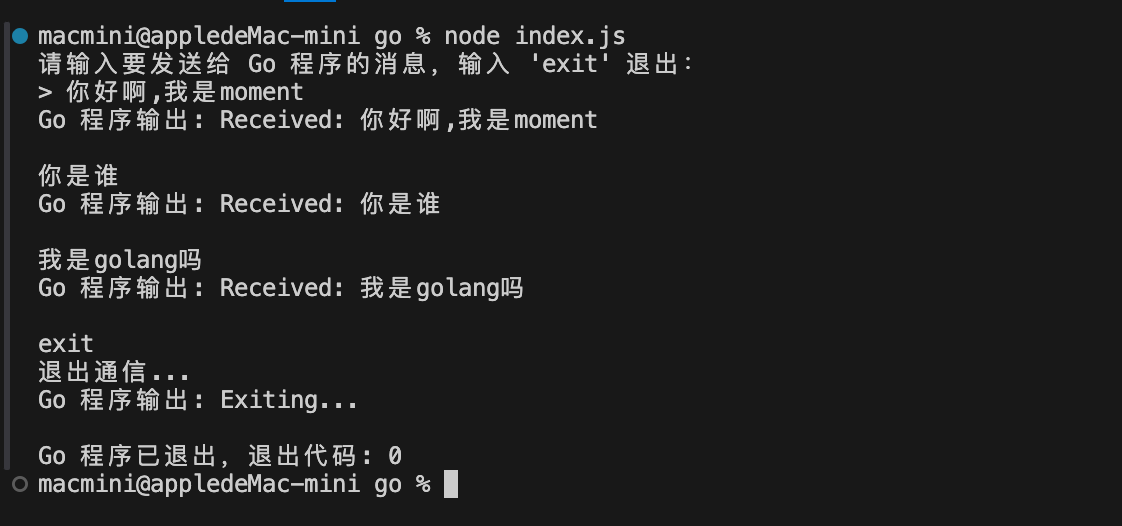 macmini@appledeMac-mini go % node index.js
请输入要发送给 Go 程序的消息，输入 'exit' 退出：
> 你好啊,我是moment
Go 程序输出: Received: 你好啊,我是moment
你是谁
Go 程序输出: Received: 你是谁
我是golang吗
Go 程序输出: Received: 我是golang吗
exit
退出通信...
Go 程序输出: Exiting...
Go 程序已退出，退出代码: 0
macmini@appledeMac-mini go %